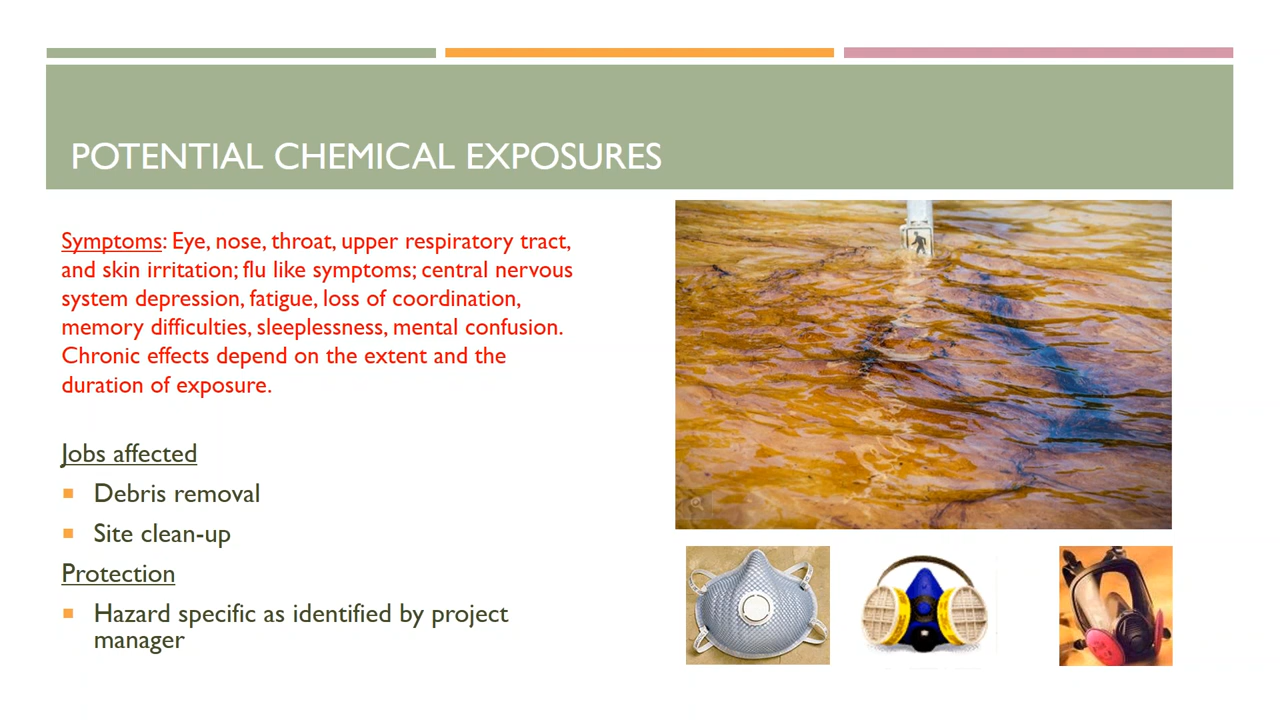 POTENTIAL CHEMICAL EXPOSURES
Symptoms: Eye, nose, throat, upper respiratory tract,
and skin irritation; flu like symptoms; central nervous
system depression, fatigue, loss of coordination,
memory difficulties, sleeplessness, mental confusion.
Chronic effects depend on the extent and the
duration of exposure.
Jobs affected
Debris removal
Site clean-up
Protection
Hazard specific as identified by project
manager